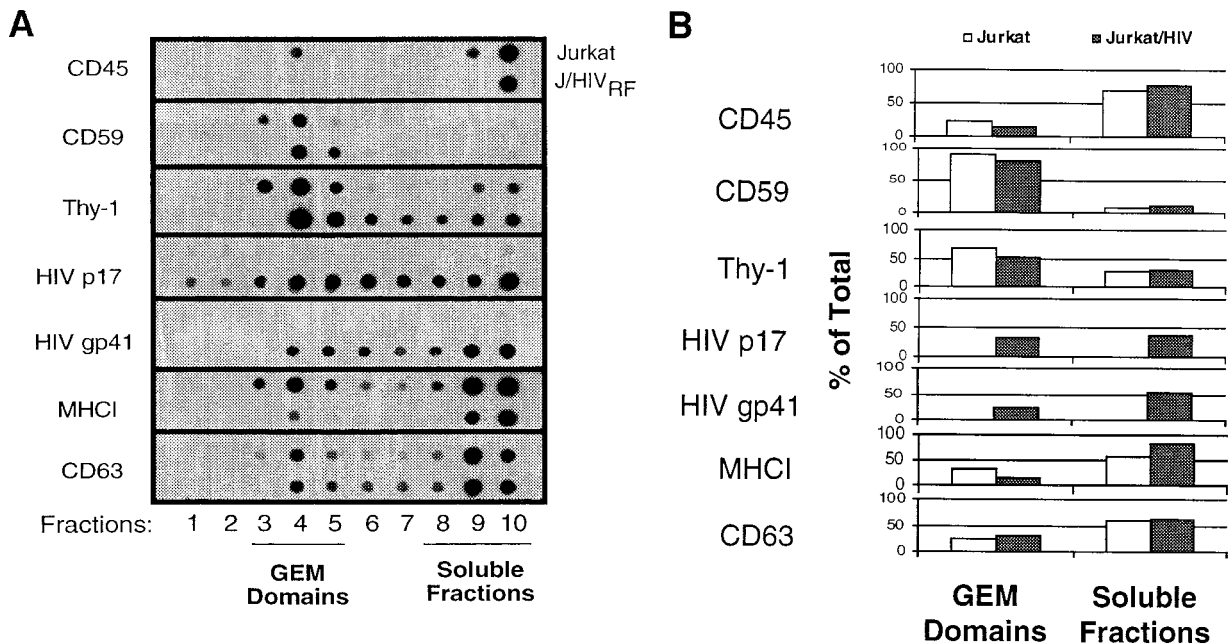 A
CD45
Jurkat
J/HIVRF
CD59
Thy-1
HIV p17
HIV gp41
MHCI
CD63
Fractions: 1 2 3 4 5 6 7 8 9 10
GEM
Domains
Soluble
Fractions
B
Jurkat
Jurkat/HIV
% of Total
CD45
100
50
0
CD59
100
50
0
Thy-1
100
50
0
HIV p17
100
50
0
HIV gp41
100
50
0
MHCI
100
50
0
CD63
100
50
0
GEM
Domains
Soluble
Fractions